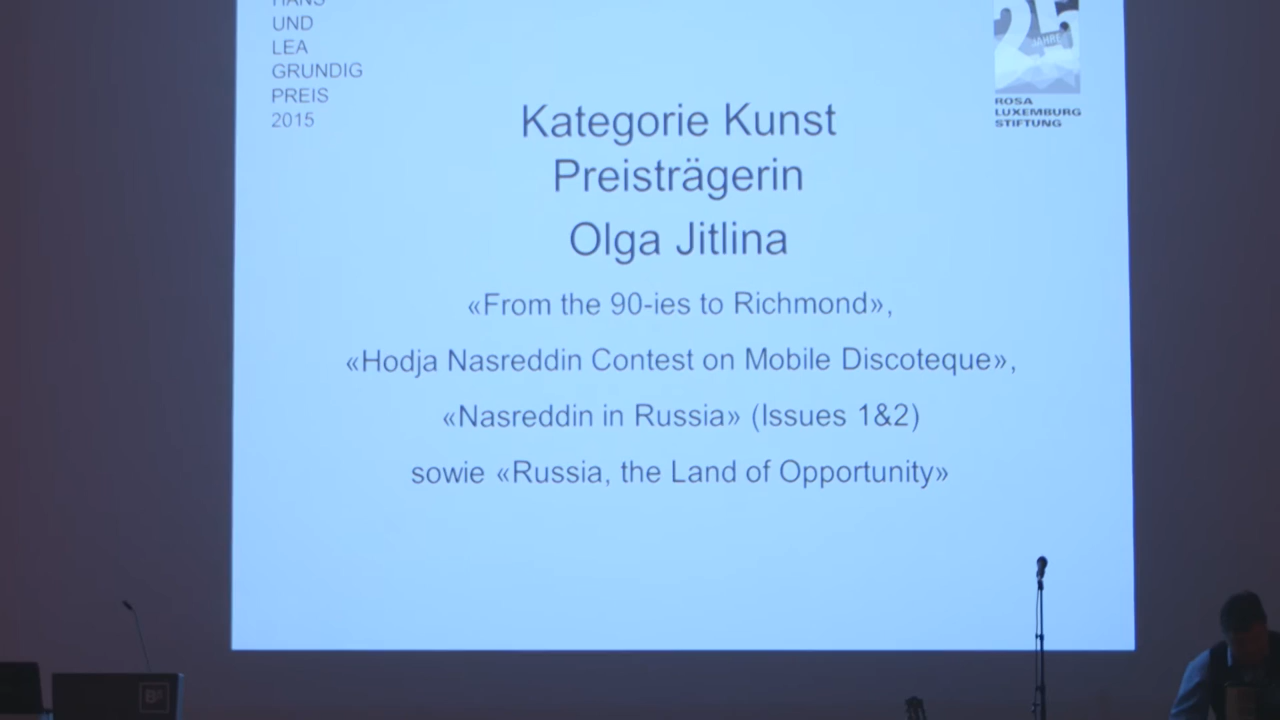 HANS
UND
LEA
GRUNDIG
PREIS
2015
25
JAHRE
ROSA
LUXEMBURG
STIFTUNG
Kategorie Kunst
Preisträgerin
Olga Jitlina
«From the 90-ies to Richmond»,
«Hodja Nasreddin Contest on Mobile Discoteque»,
«Nasreddin in Russia» (Issues 1&2)
sowie «Russia, the Land of Opportunity»